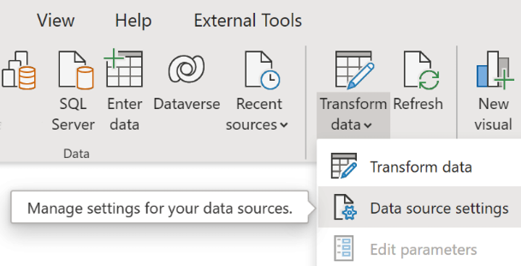 View Help External Tools
SQL Server
Enter data
Dataverse
Recent sources
Transform data
Refresh
New visual
Data
Transform data
Manage settings for your data sources.
Data source settings
Edit parameters